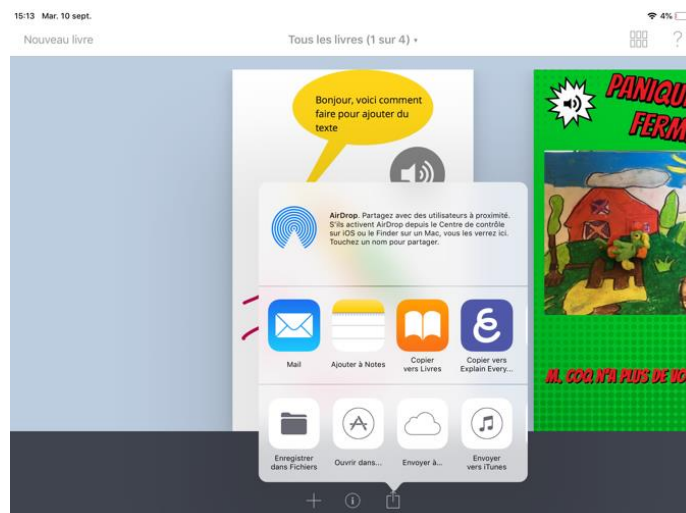 15:13 Mar. 10 sept.
4%
Nouveau livre
Tous les livres (1 sur 4)
?
Bonjour, voici comment
faire pour ajouter du
texte
AirDrop. Partagez avec des utilisateurs à proximité.
S'ils activent AirDrop depuis le Centre de contrôle
sur iOS ou le Finder sur un Mac, vous les verrez ici.
Touchez un nom pour partager.
Mail
Ajouter à Notes
Copier
vers Livres
Copier vers
Explain Every...
Enregistrer
dans Fichiers
Ouvrir dans...
Envoyer à...
Envoyer
vers iTunes
PANIQU
FERM
M. COQ N'A PLUS DE VO